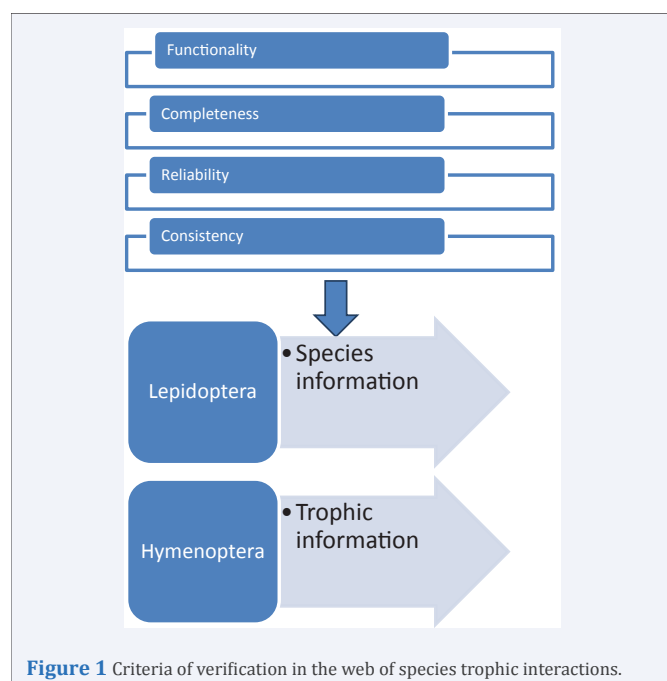 Functionality
Completeness
Reliability
Consistency
Lepidoptera
• Species
information
Hymenoptera
• Trophic
information
Figure 1 Criteria of verification in the web of species trophic interactions.